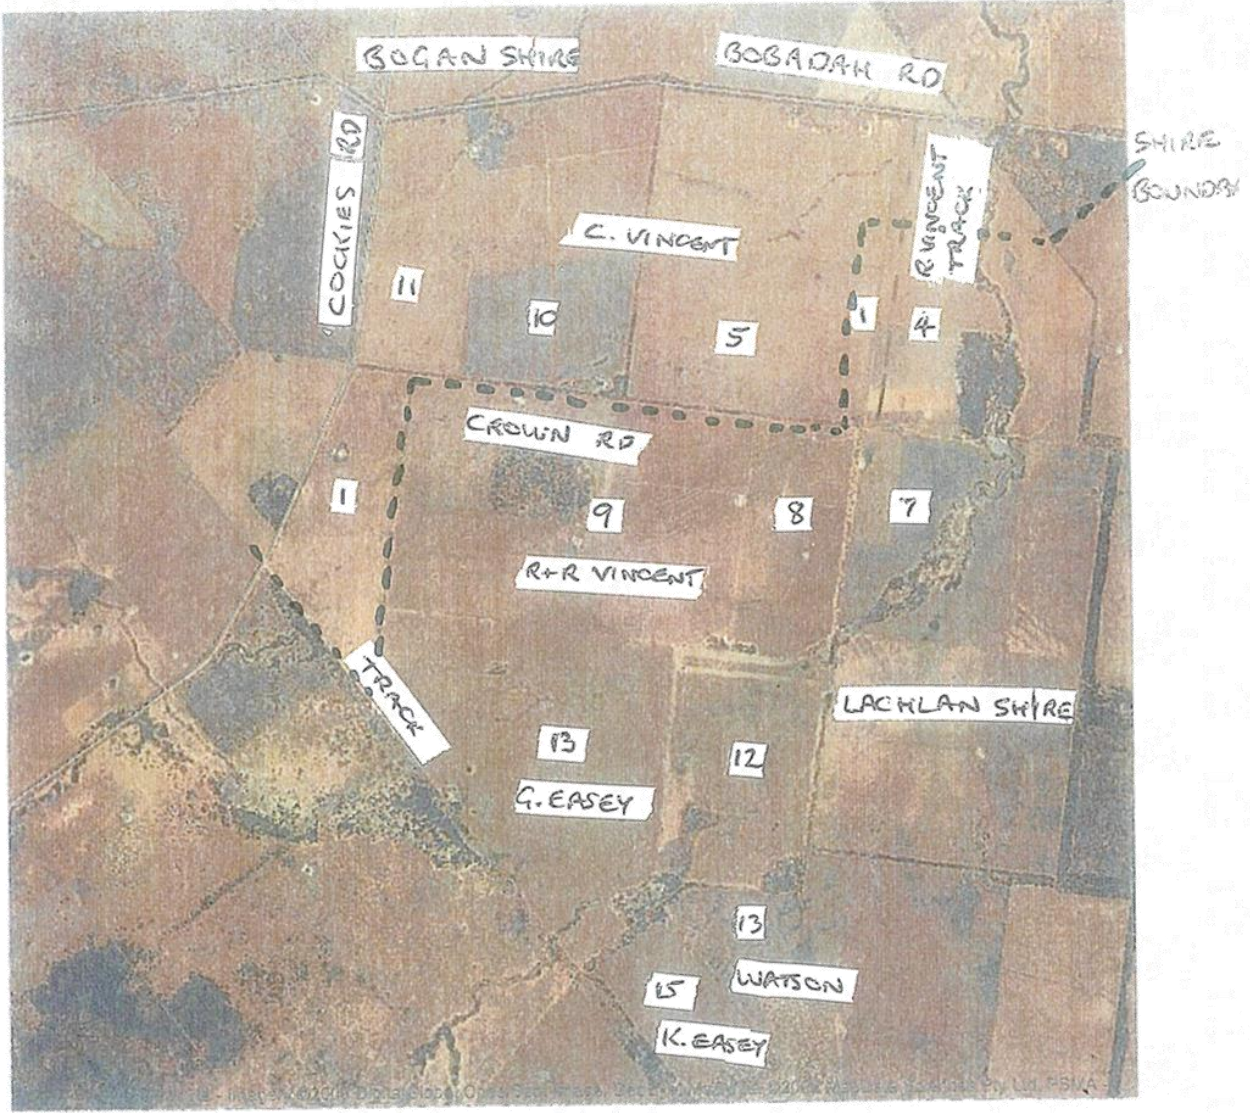 BOGAN SHIRE
BOBADAH RD
SHIRE
BOUNDRY
COCKIES RD
R.VINCENT
TRACK
C. VINCENT
11
10
5
1
4
CROWN RD
1
9
8
7
R+R VINCENT
TRACK
LACHLAN SHIRE
13
12
G. EASEY
13
WATSON
15
K. EASEY